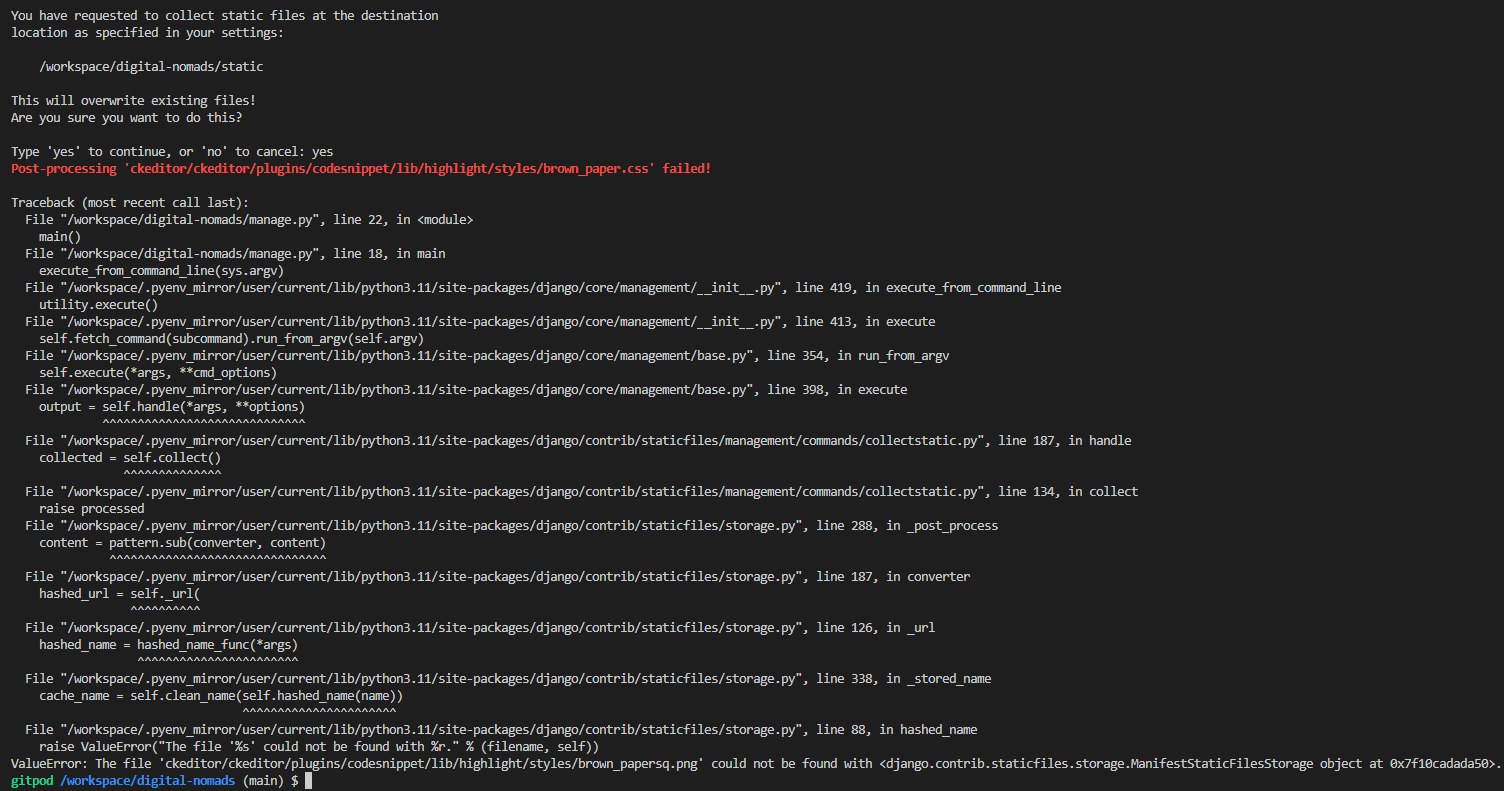 You have requested to collect static files at the destination
location as specified in your settings:
/workspace/digital-nomads/static
This will overwrite existing files!
Are you sure you want to do this?
Type 'yes' to continue, or 'no' to cancel: yes
Post-processing 'ckeditor/ckeditor/plugins/codesnippet/lib/highlight/styles/brown_paper.css' failed!
Traceback (most recent call last):
  File "/workspace/digital-nomads/manage.py", line 22, in <module>
    main()
  File "/workspace/digital-nomads/manage.py", line 18, in main
    execute_from_command_line(sys.argv)
  File "/workspace/.pyenv_mirror/user/current/lib/python3.11/site-packages/django/core/management/__init__.py", line 419, in execute_from_command_line
    utility.execute()
  File "/workspace/.pyenv_mirror/user/current/lib/python3.11/site-packages/django/core/management/__init__.py", line 413, in execute
    self.fetch_command(subcommand).run_from_argv(self.argv)
  File "/workspace/.pyenv_mirror/user/current/lib/python3.11/site-packages/django/core/management/base.py", line 354, in run_from_argv
    self.execute(*args, **cmd_options)
  File "/workspace/.pyenv_mirror/user/current/lib/python3.11/site-packages/django/core/management/base.py", line 398, in execute
    output = self.handle(*args, **options)
             ^^^^^^^^^^^^^^^^^^^^^^^^^^^^^
  File "/workspace/.pyenv_mirror/user/current/lib/python3.11/site-packages/django/contrib/staticfiles/management/commands/collectstatic.py", line 187, in handle
    collected = self.collect()
                ^^^^^^^^^^^^^^
  File "/workspace/.pyenv_mirror/user/current/lib/python3.11/site-packages/django/contrib/staticfiles/management/commands/collectstatic.py", line 134, in collect
    raise processed
  File "/workspace/.pyenv_mirror/user/current/lib/python3.11/site-packages/django/contrib/staticfiles/storage.py", line 288, in _post_process
    content = pattern.sub(converter, content)
              ^^^^^^^^^^^^^^^^^^^^^^^^^^^^^^^
  File "/workspace/.pyenv_mirror/user/current/lib/python3.11/site-packages/django/contrib/staticfiles/storage.py", line 187, in converter
    hashed_url = self._url(
                 ^^^^^^^^^^
  File "/workspace/.pyenv_mirror/user/current/lib/python3.11/site-packages/django/contrib/staticfiles/storage.py", line 126, in _url
    hashed_name = hashed_name_func(*args)
                  ^^^^^^^^^^^^^^^^^^^^^^^
  File "/workspace/.pyenv_mirror/user/current/lib/python3.11/site-packages/django/contrib/staticfiles/storage.py", line 338, in _stored_name
    cache_name = self.clean_name(self.hashed_name(name))
                                 ^^^^^^^^^^^^^^^^^^^^^^
  File "/workspace/.pyenv_mirror/user/current/lib/python3.11/site-packages/django/contrib/staticfiles/storage.py", line 88, in hashed_name
    raise ValueError("The file '%s' could not be found with %r." % (filename, self))
ValueError: The file 'ckeditor/ckeditor/plugins/codesnippet/lib/highlight/styles/brown_papersq.png' could not be found with <django.contrib.staticfiles.storage.ManifestStaticFilesStorage object at 0x7f10cadada50>.
gitpod /workspace/digital-nomads (main) $